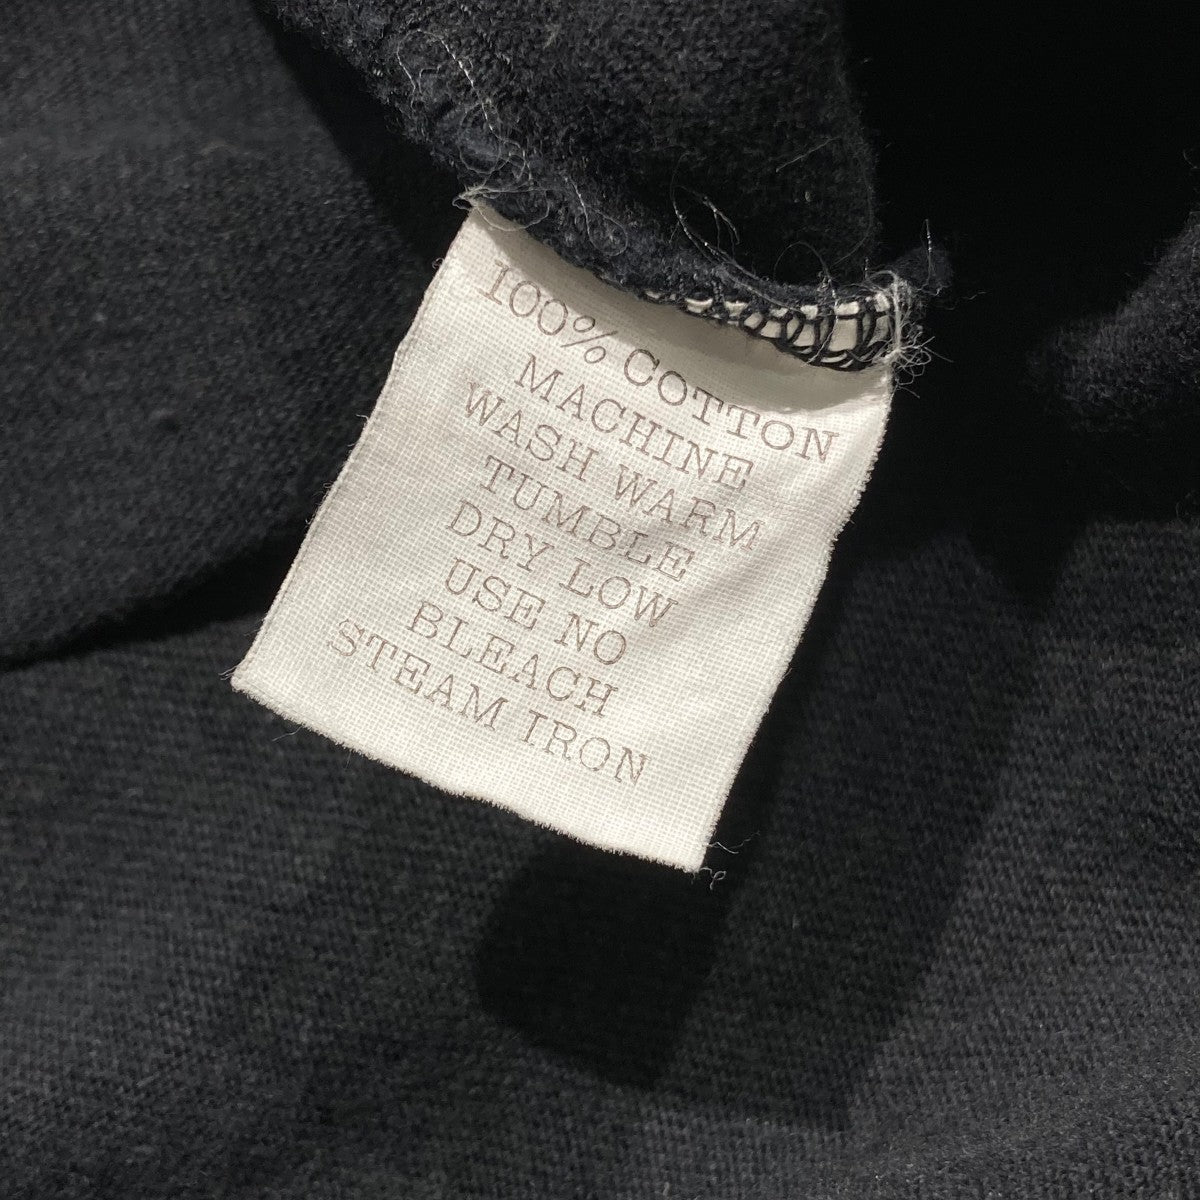 100% COTTON
MACHINE
WASH WARM
TUMBLE
DRY LOW
USE NO
BLEACH
STEAM IRON